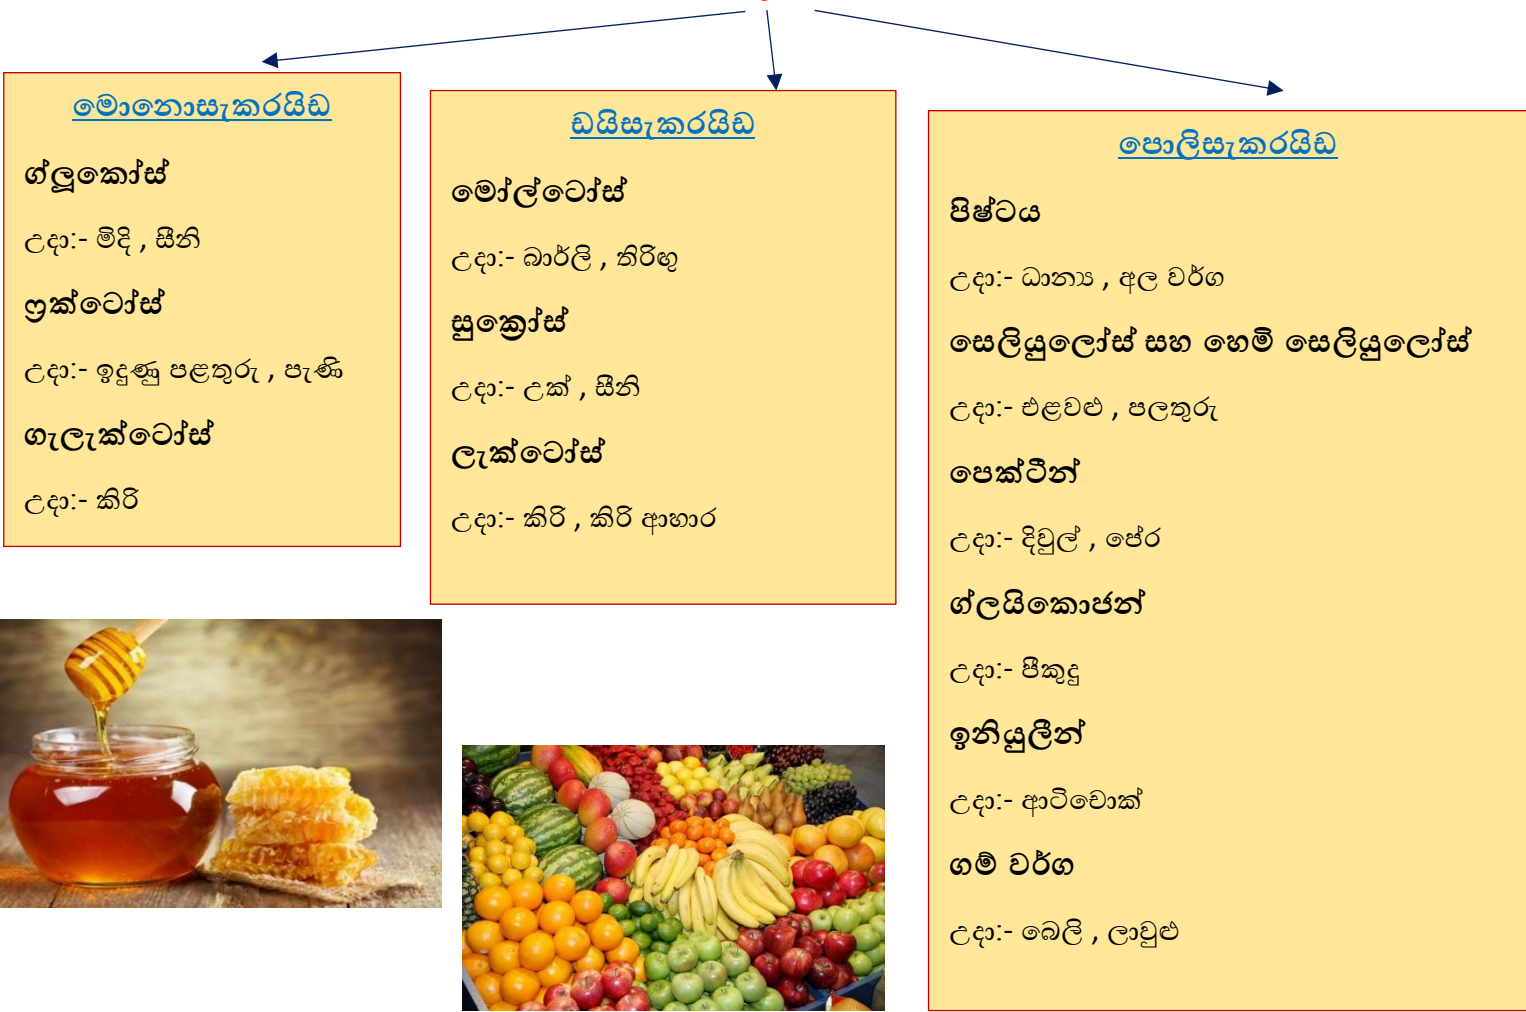 මොනොසැකරයිඩ
ග්ලූකෝස්
උදා:- මිදි , සීනි
ෆ්‍රක්ටෝස්
උදා:- ඉදුණු පළතුරු , පැණි
ගැලැක්ටෝස්
උදා:- කිරි
ඩයිසැකරයිඩ
මෝල්ටෝස්
උදා:- බාර්ලි , තිරිඟු
සුක්‍රෝස්
උදා:- උක් , සීනි
ලැක්ටෝස්
උදා:- කිරි , කිරි ආහාර
පොලිසැකරයිඩ
පිෂ්ටය
උදා:- ධාන්‍ය , අල වර්ග
සෙලියුලෝස් සහ හෙමි සෙලියුලෝස්
උදා:- එළවළු , පලතුරු
පෙක්ටීන්
උදා:- දිවුල් , පේර
ග්ලයිකොජන්
උදා:- පීකුදු
ඉනියුලීන්
උදා:- ආටිචොක්
ගම් වර්ග
උදා:- බෙලි , ලාවුළු